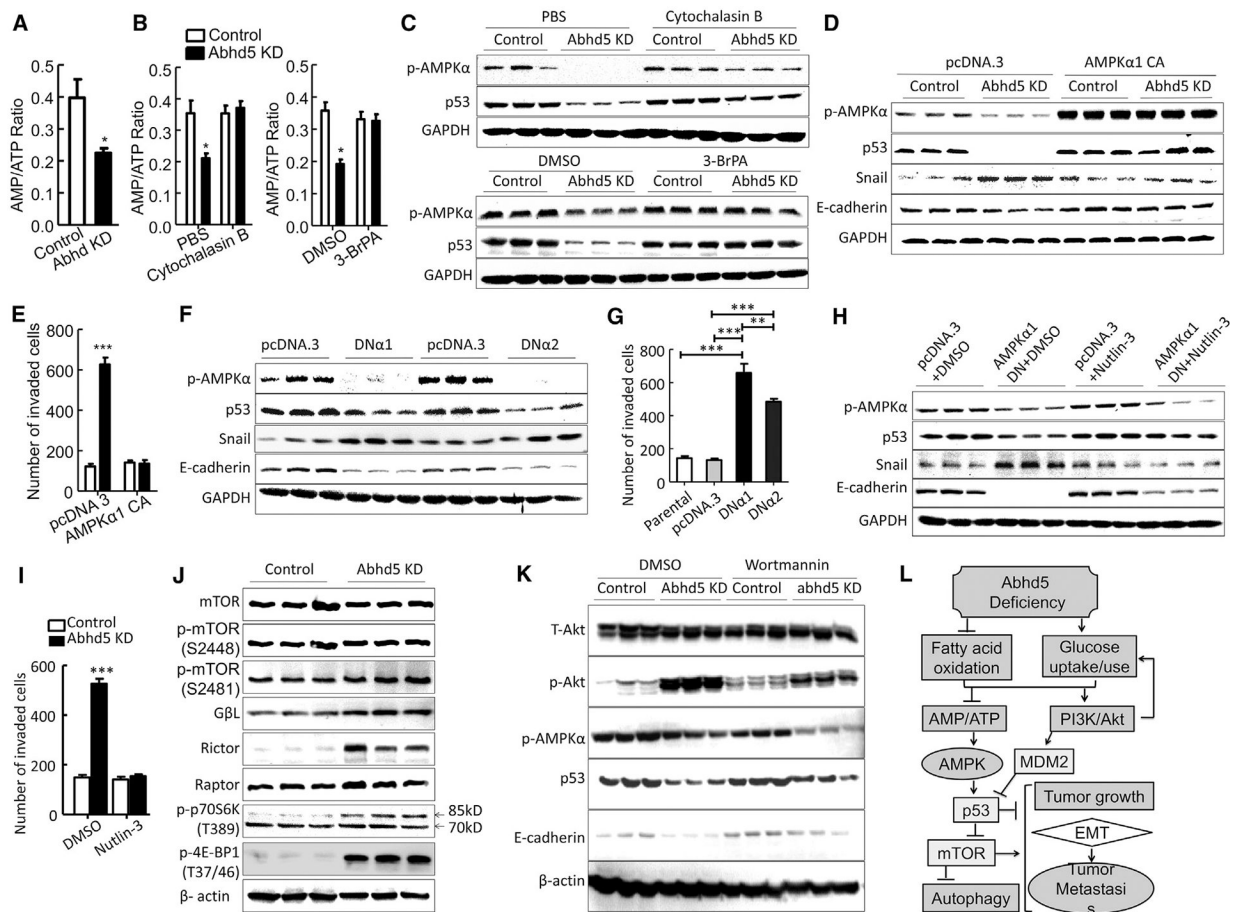 A
Control
Abhd5 KD
AMP/ATP Ratio
0.5
0.4
0.3
0.2
0.1
0.0
*
Control
Abhd KD
B
AMP/ATP Ratio
0.5
0.4
0.3
0.2
0.1
0.0
*
PBS
Cytochalasin B
AMP/ATP Ratio
0.5
0.4
0.3
0.2
0.1
0.0
*
DMSO
3-BrPA
C
PBS Cytochalasin B
Control Abhd5 KD Control Abhd5 KD
p-AMPKα
p53
GAPDH
DMSO 3-BrPA
Control Abhd5 KD Control Abhd5 KD
p-AMPKα
p53
GAPDH
D
pcDNA.3 AMPKα1 CA
Control Abhd5 KD Control Abhd5 KD
p-AMPKα
p53
Snail
E-cadherin
GAPDH
E
Number of invaded cells
800
600
400
200
0
***
pcDNA 3
AMPKα1 CA
F
pcDNA.3 DNα1 pcDNA.3 DNα2
p-AMPKα
p53
Snail
E-cadherin
GAPDH
G
Number of invaded cells
***
**
***
***
800
600
400
200
0
Parental
pcDNA.3
DNα1
DNα2
H
pcDNA.3
+DMSO
AMPKα1
DN+DMSO
pcDNA.3
+Nutlin-3
AMPKα1
DN+Nutlin-3
p-AMPKα
p53
Snail
E-cadherin
GAPDH
I
Control
Abhd5 KD
Number of invaded cells
600
400
200
0
***
DMSO
Nutlin-3
J
Control Abhd5 KD
mTOR
p-mTOR
(S2448)
p-mTOR
(S2481)
GβL
Rictor
Raptor
p-p70S6K
(T389)
85kD
70kD
p-4E-BP1
(T37/46)
β- actin
K
DMSO Wortmannin
Control Abhd5 KD Control abhd5 KD
T-Akt
p-Akt
p-AMPKα
p53
E-cadherin
β-actin
L
Abhd5
Deficiency
Fatty acid
oxidation
Glucose
uptake/use
AMP/ATP
PI3K/Akt
AMPK
MDM2
p53
Tumor growth
EMT
mTOR
Tumor
Metastasi
s
Autophagy